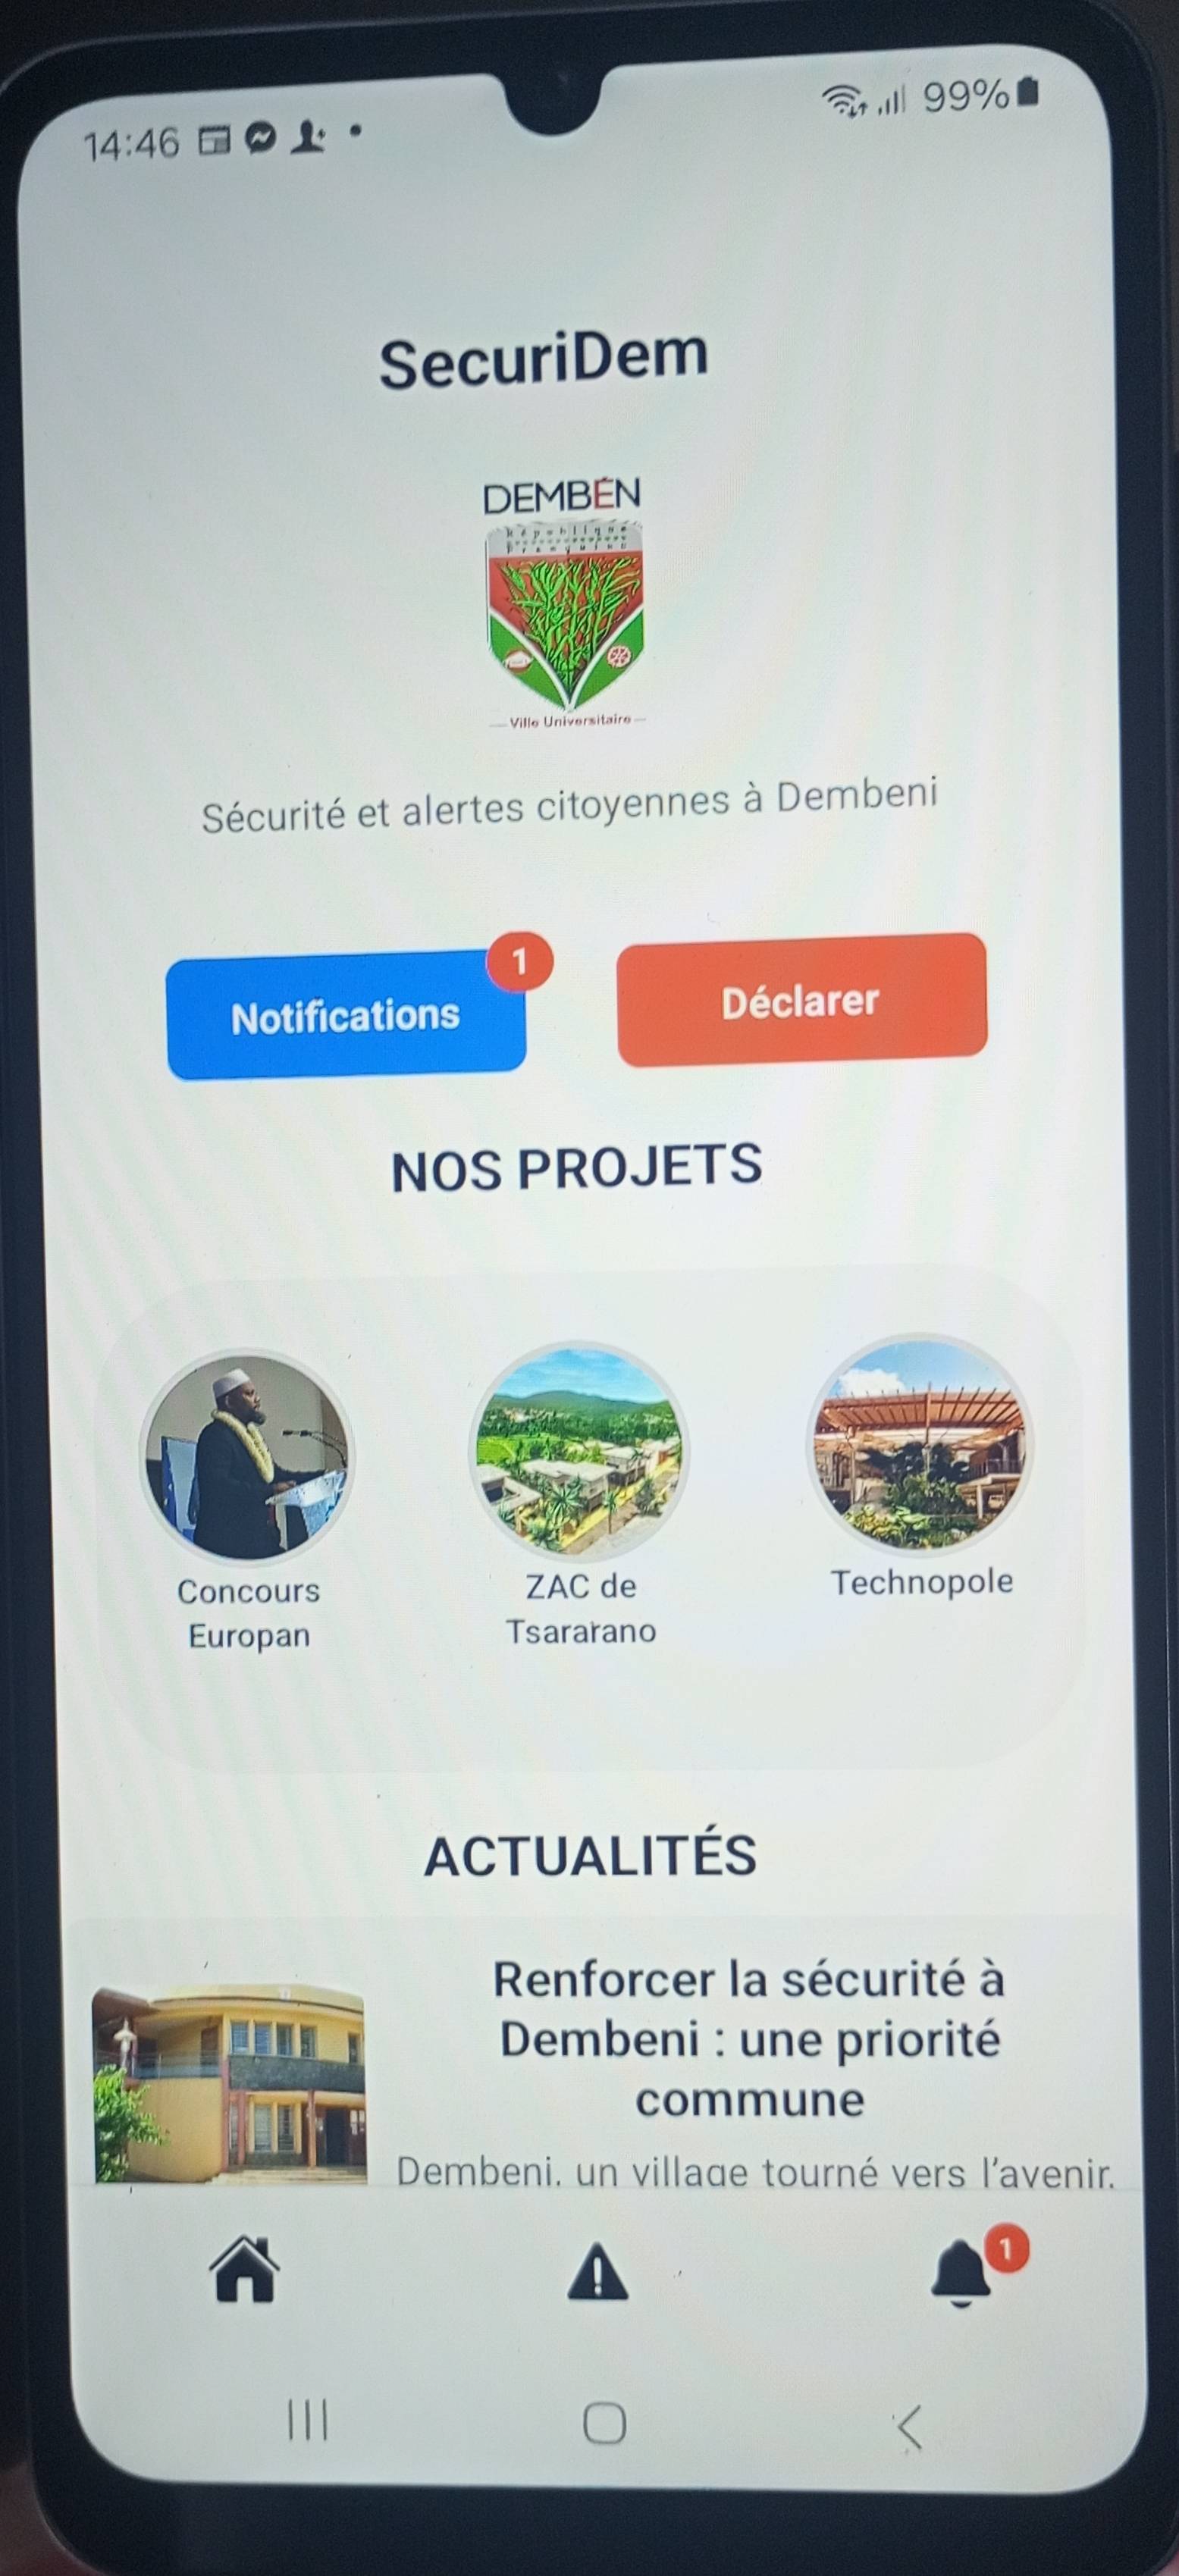 14:46
99%
SecuriDem
DEMBÉN
République
Française
Ville Universitaire
Sécurité et alertes citoyennes à Dembeni
Notifications
1
Déclarer
NOS PROJETS
Concours
Europan
ZAC de
Tsararano
Technopole
ACTUALITÉS
Renforcer la sécurité à
Dembeni : une priorité
commune
Dembeni, un village tourné vers l'avenir.
1